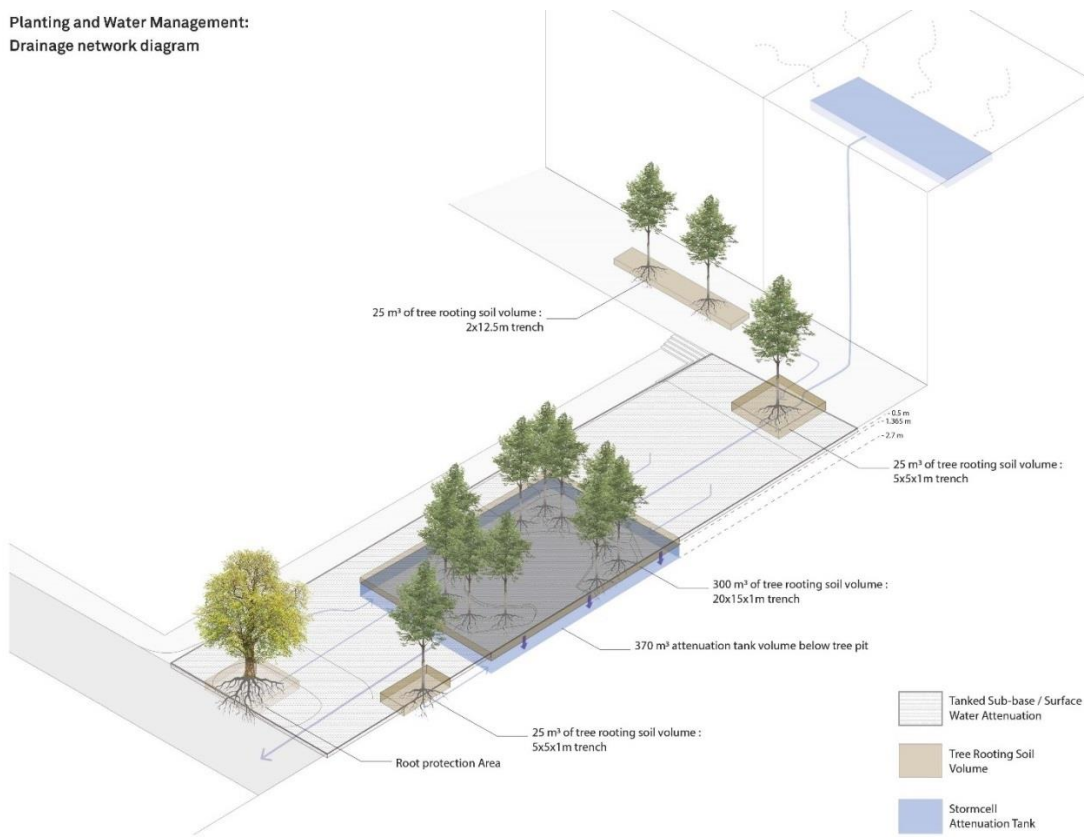 Planting and Water Management:
Drainage network diagram
25 m³ of tree rooting soil volume :
2x12.5m trench
- 0.5 m
- 1.365 m
- 2.7 m
25 m³ of tree rooting soil volume :
5x5x1m trench
300 m³ of tree rooting soil volume :
20x15x1m trench
370 m³ attenuation tank volume below tree pit
25 m³ of tree rooting soil volume :
5x5x1m trench
Root protection Area
Tanked Sub-base / Surface
Water Attenuation
Tree Rooting Soil
Volume
Stormcell
Attenuation Tank